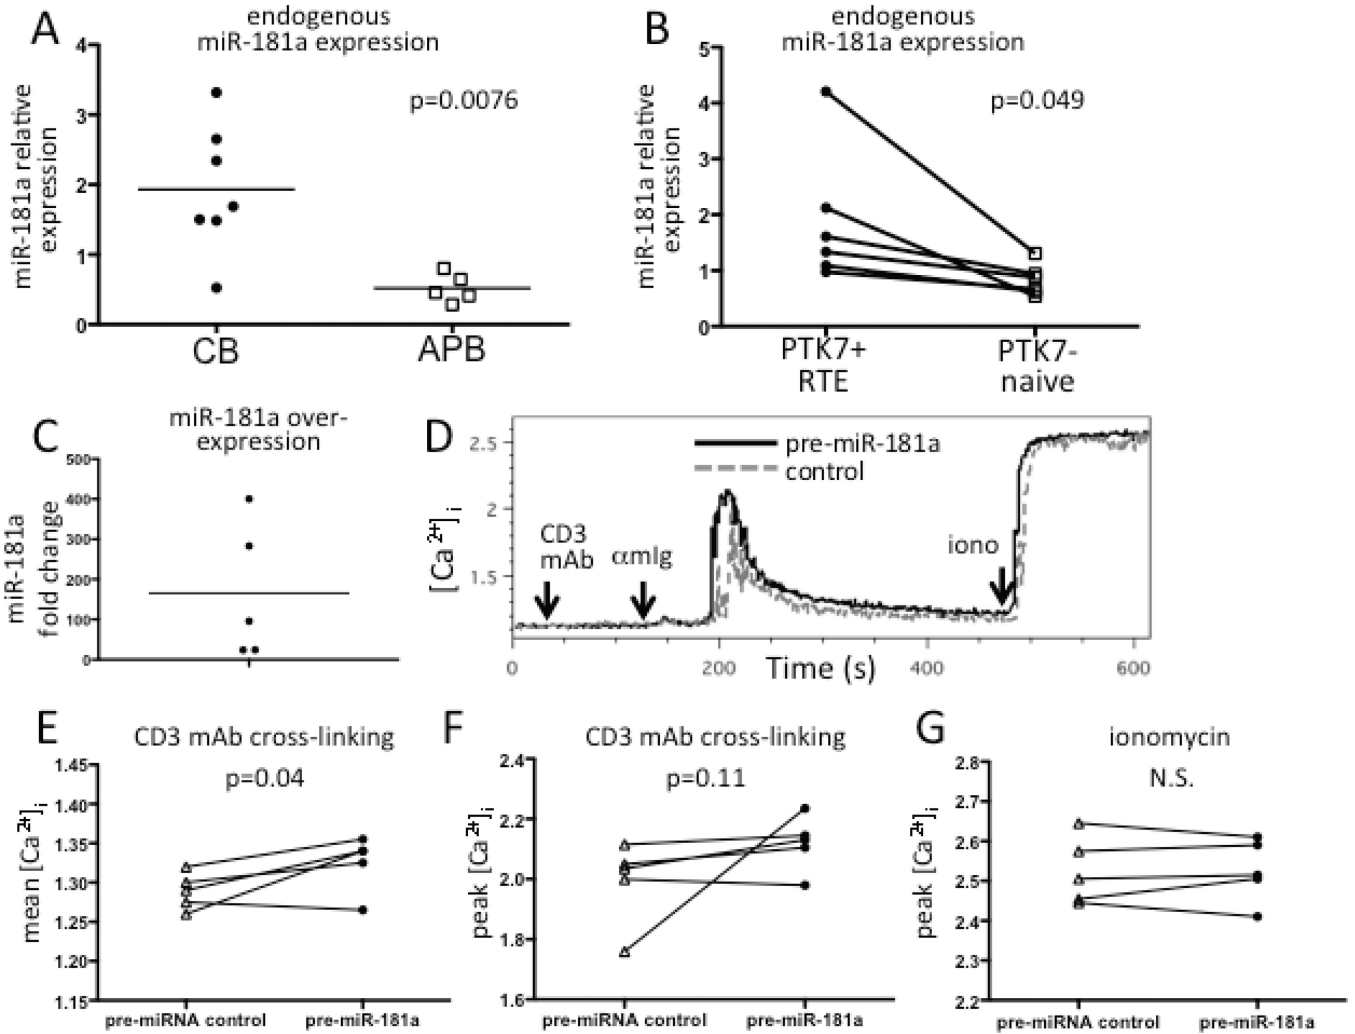 A
endogenous
miR-181a expression
p=0.0076
miR-181a relative
expression
4
3
2
1
0
CB
APB
B
endogenous
miR-181a expression
p=0.049
miR-181a relative
expression
5
4
3
2
1
0
PTK7+
RTE
PTK7-
naive
C
miR-181a over-
expression
miR-181a
fold change
500
400
300
200
100
0
D
[Ca2+]i
2.5
2
1.5
pre-miR-181a
control
CD3
mAb
αmIg
iono
0
200
400
600
Time (s)
E
CD3 mAb cross-linking
p=0.04
mean [Ca2+]i
1.45
1.40
1.35
1.30
1.25
1.20
1.15
pre-miRNA control
pre-miR-181a
F
CD3 mAb cross-linking
p=0.11
peak [Ca2+]i
2.4
2.2
2.0
1.8
1.6
pre-miRNA control
pre-miR-181a
G
ionomycin
N.S.
peak [Ca2+]i
2.8
2.7
2.6
2.5
2.4
2.3
2.2
pre-miRNA control
pre-miR-181a